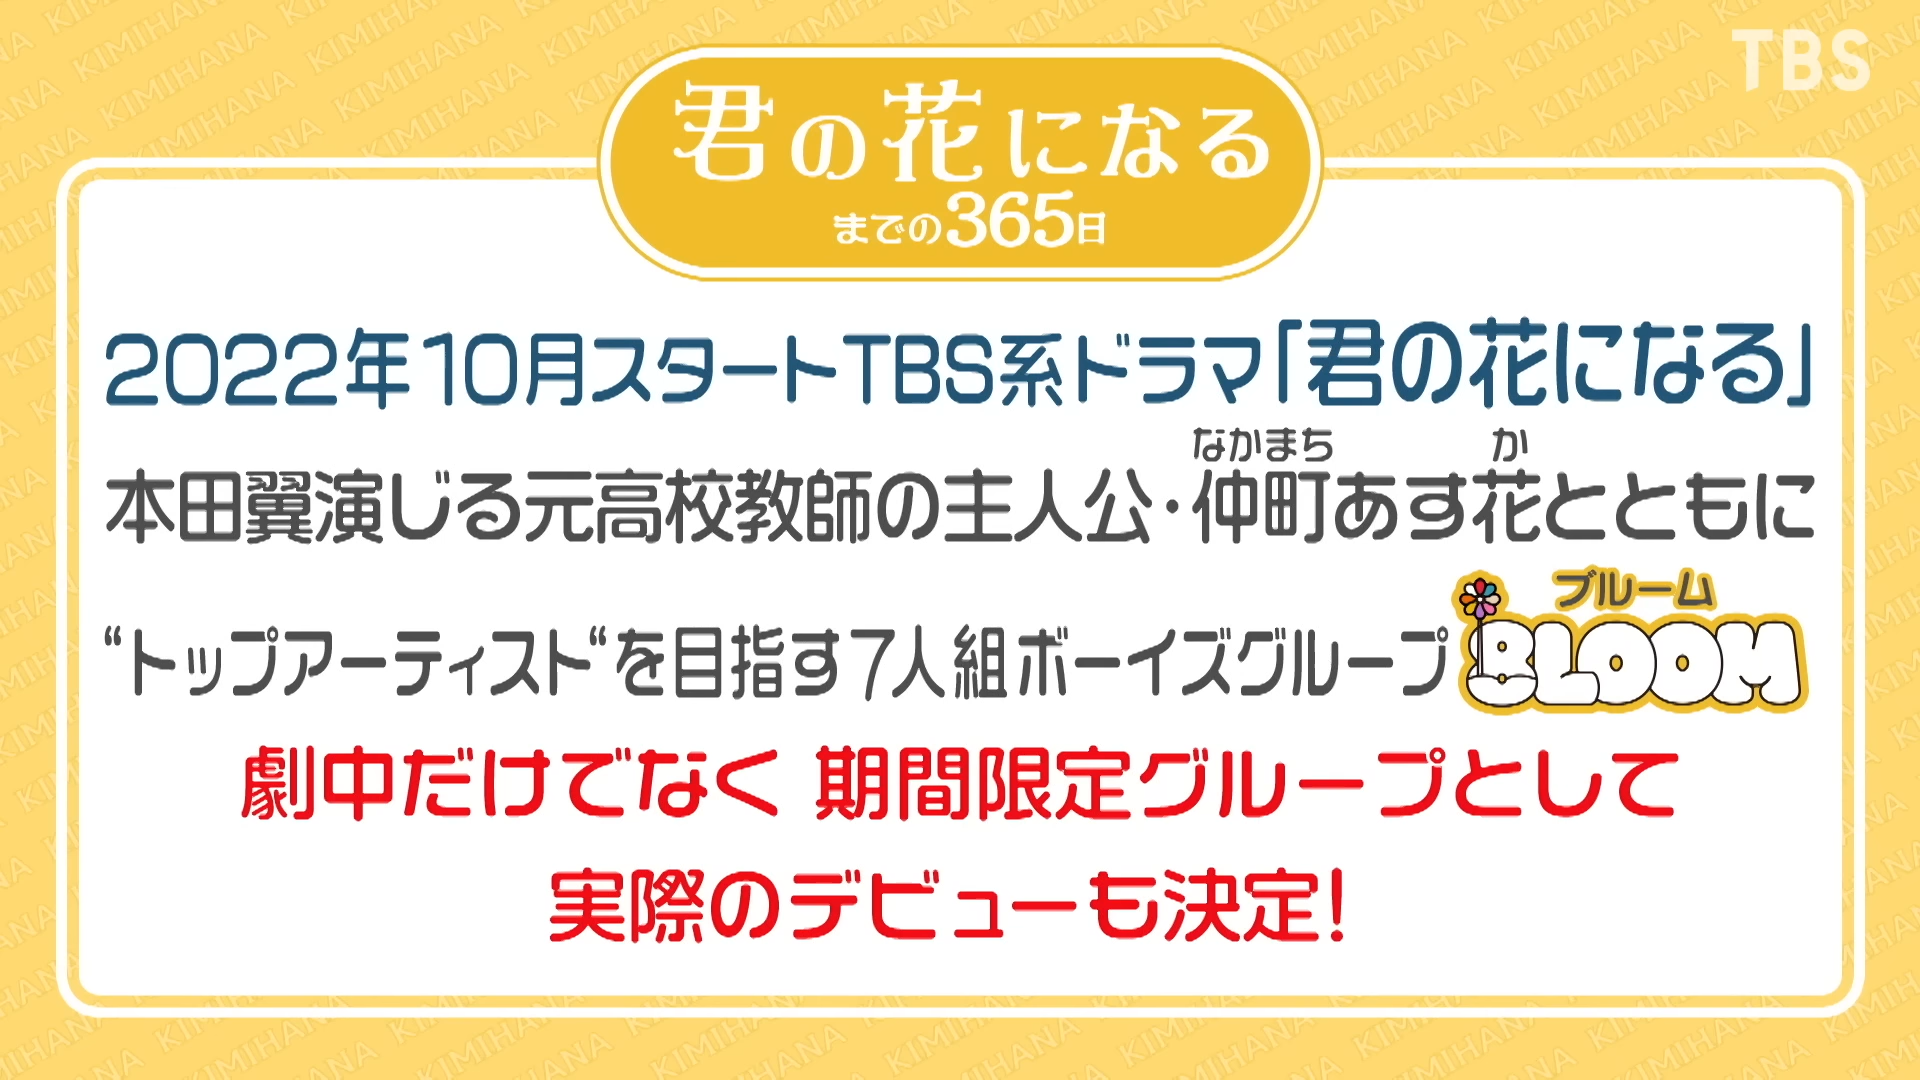 TBS
君の花になる
までの365日
2022年10月スタートTBS系ドラマ「君の花になる」
なかまち か
本田翼演じる元高校教師の主人公・仲町あす花とともに
ブルーム
“トップアーティスト“を目指す7人組ボーイズグループ BLOOM
劇中だけでなく 期間限定グループとして
実際のデビューも決定!
KIMIHANA